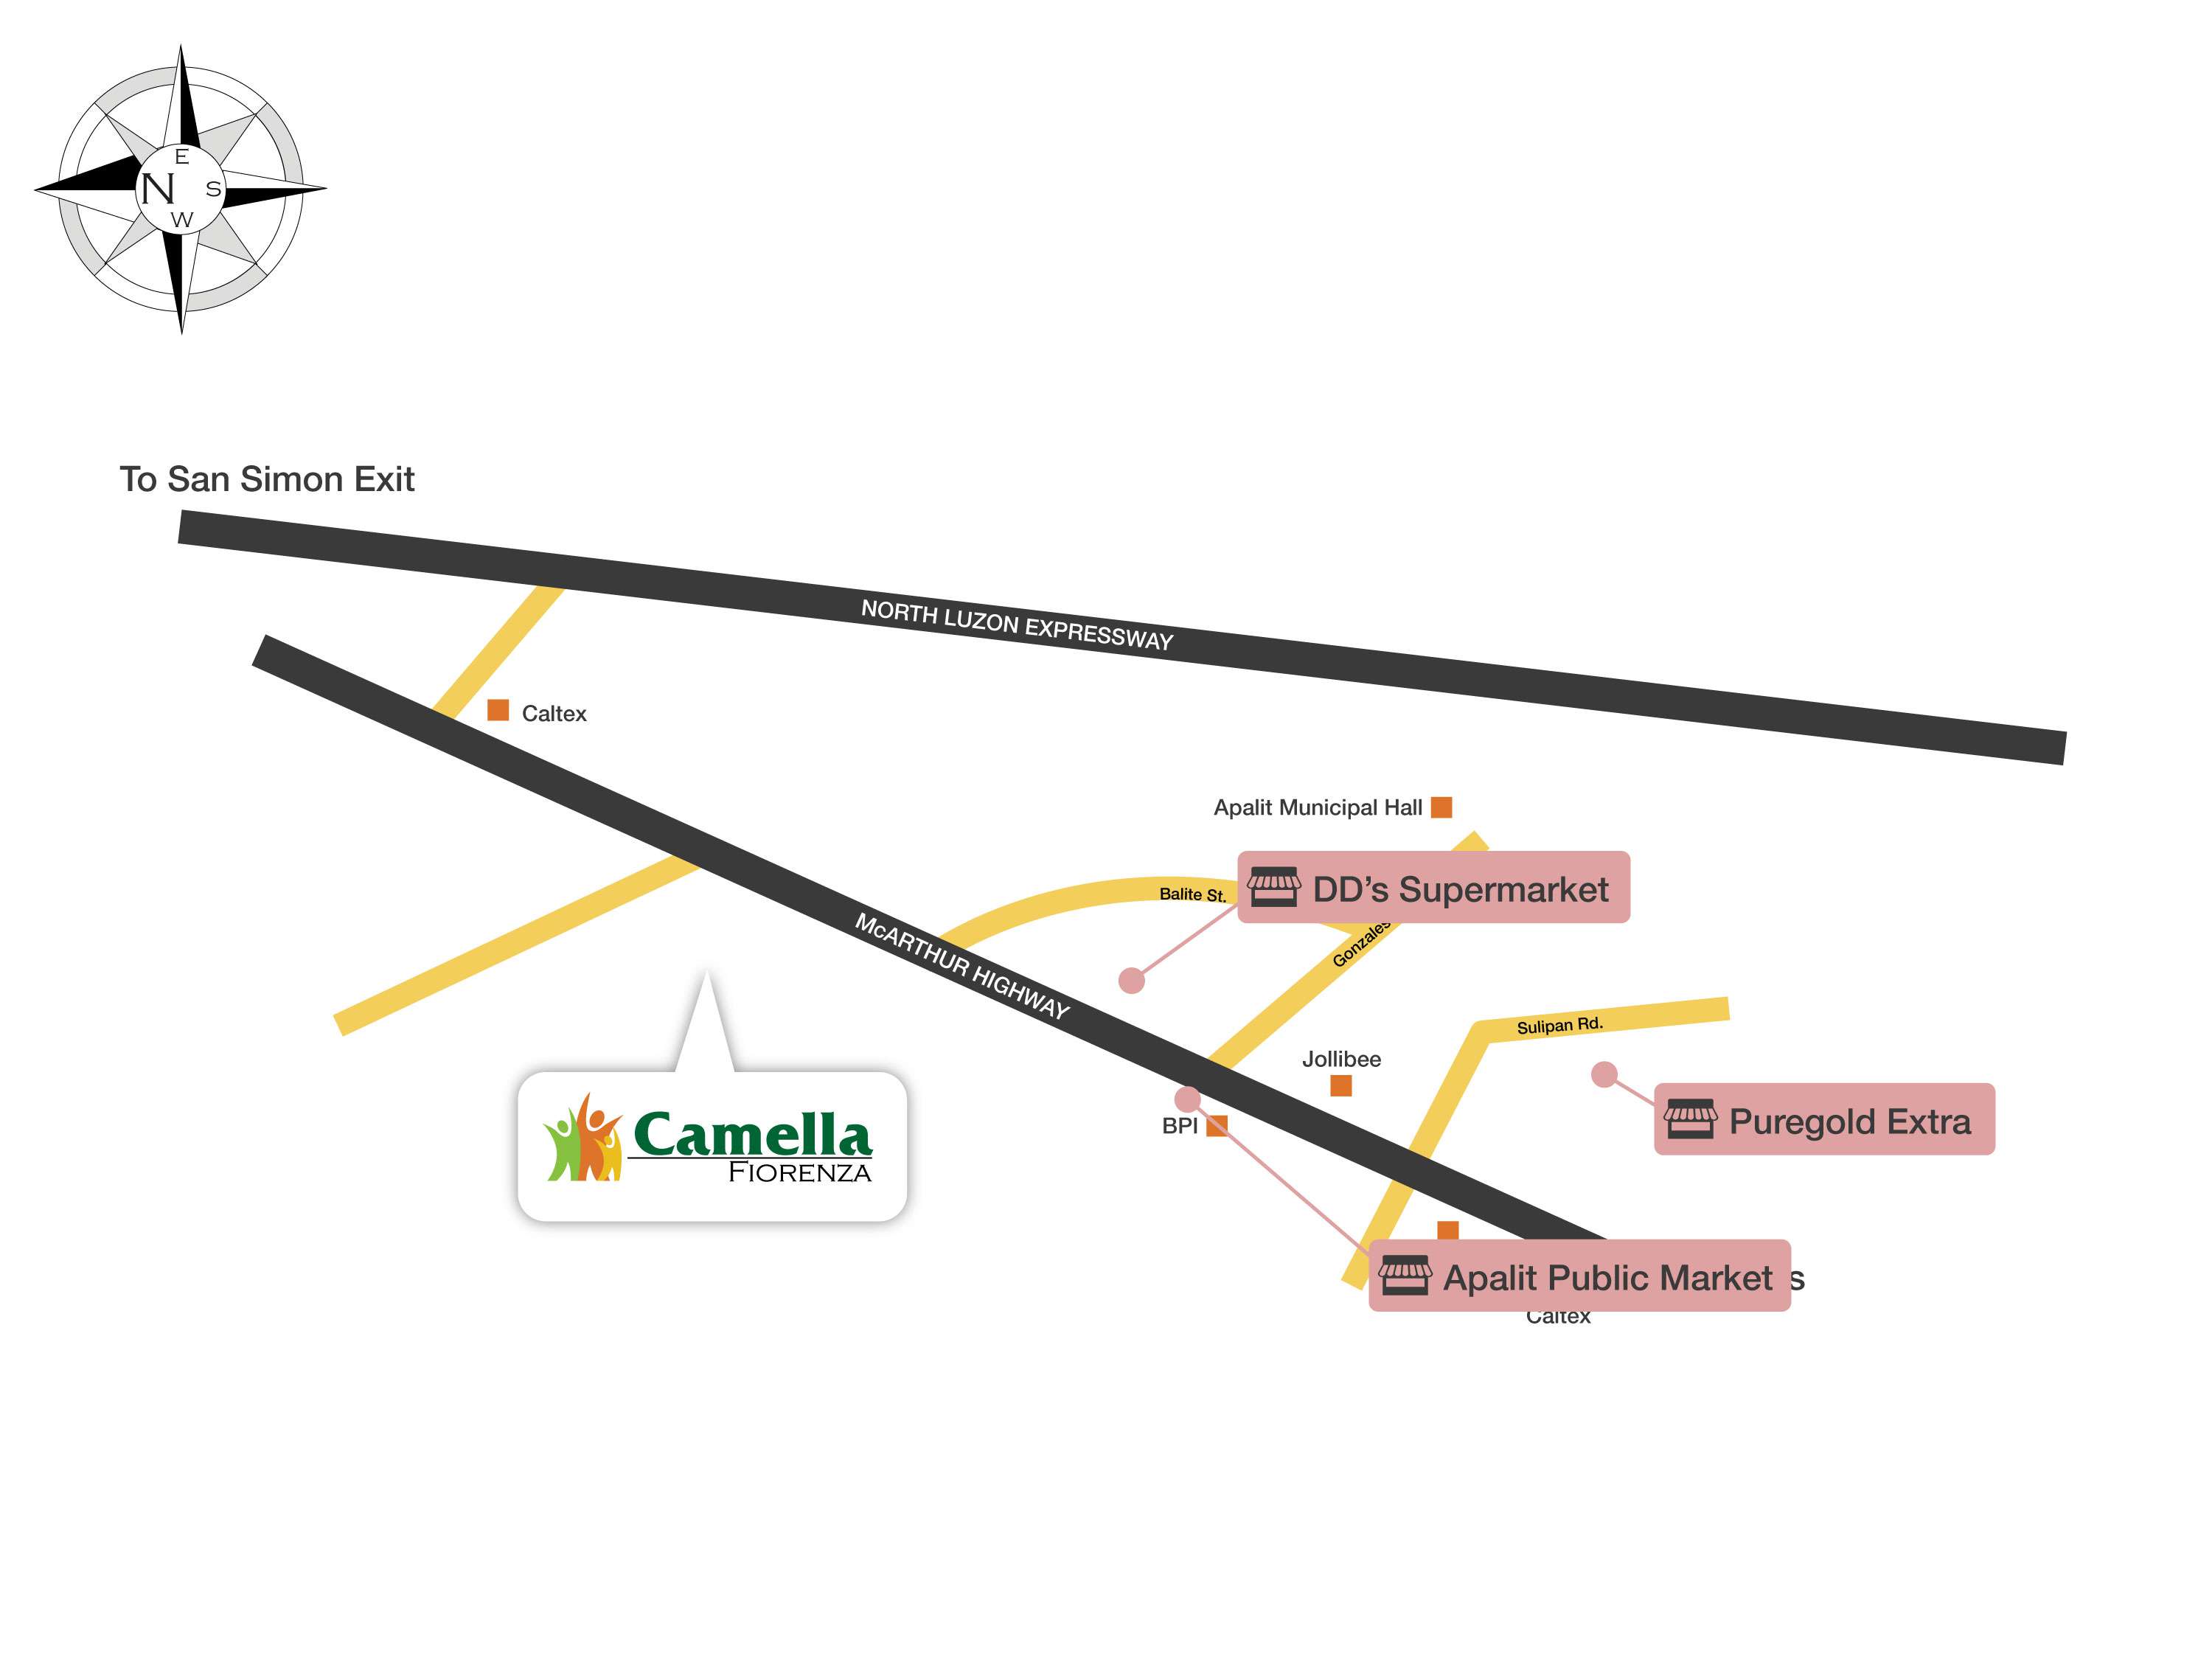 E
N S
W
To San Simon Exit
NORTH LUZON EXPRESSWAY
Caltex
Apalit Municipal Hall
DD's Supermarket
Balite St.
Gonzales
McARTHUR HIGHWAY
Sulipan Rd.
Jollibee
BPI
Puregold Extra
Camella
FIORENZA
Apalit Public Market
Caltex